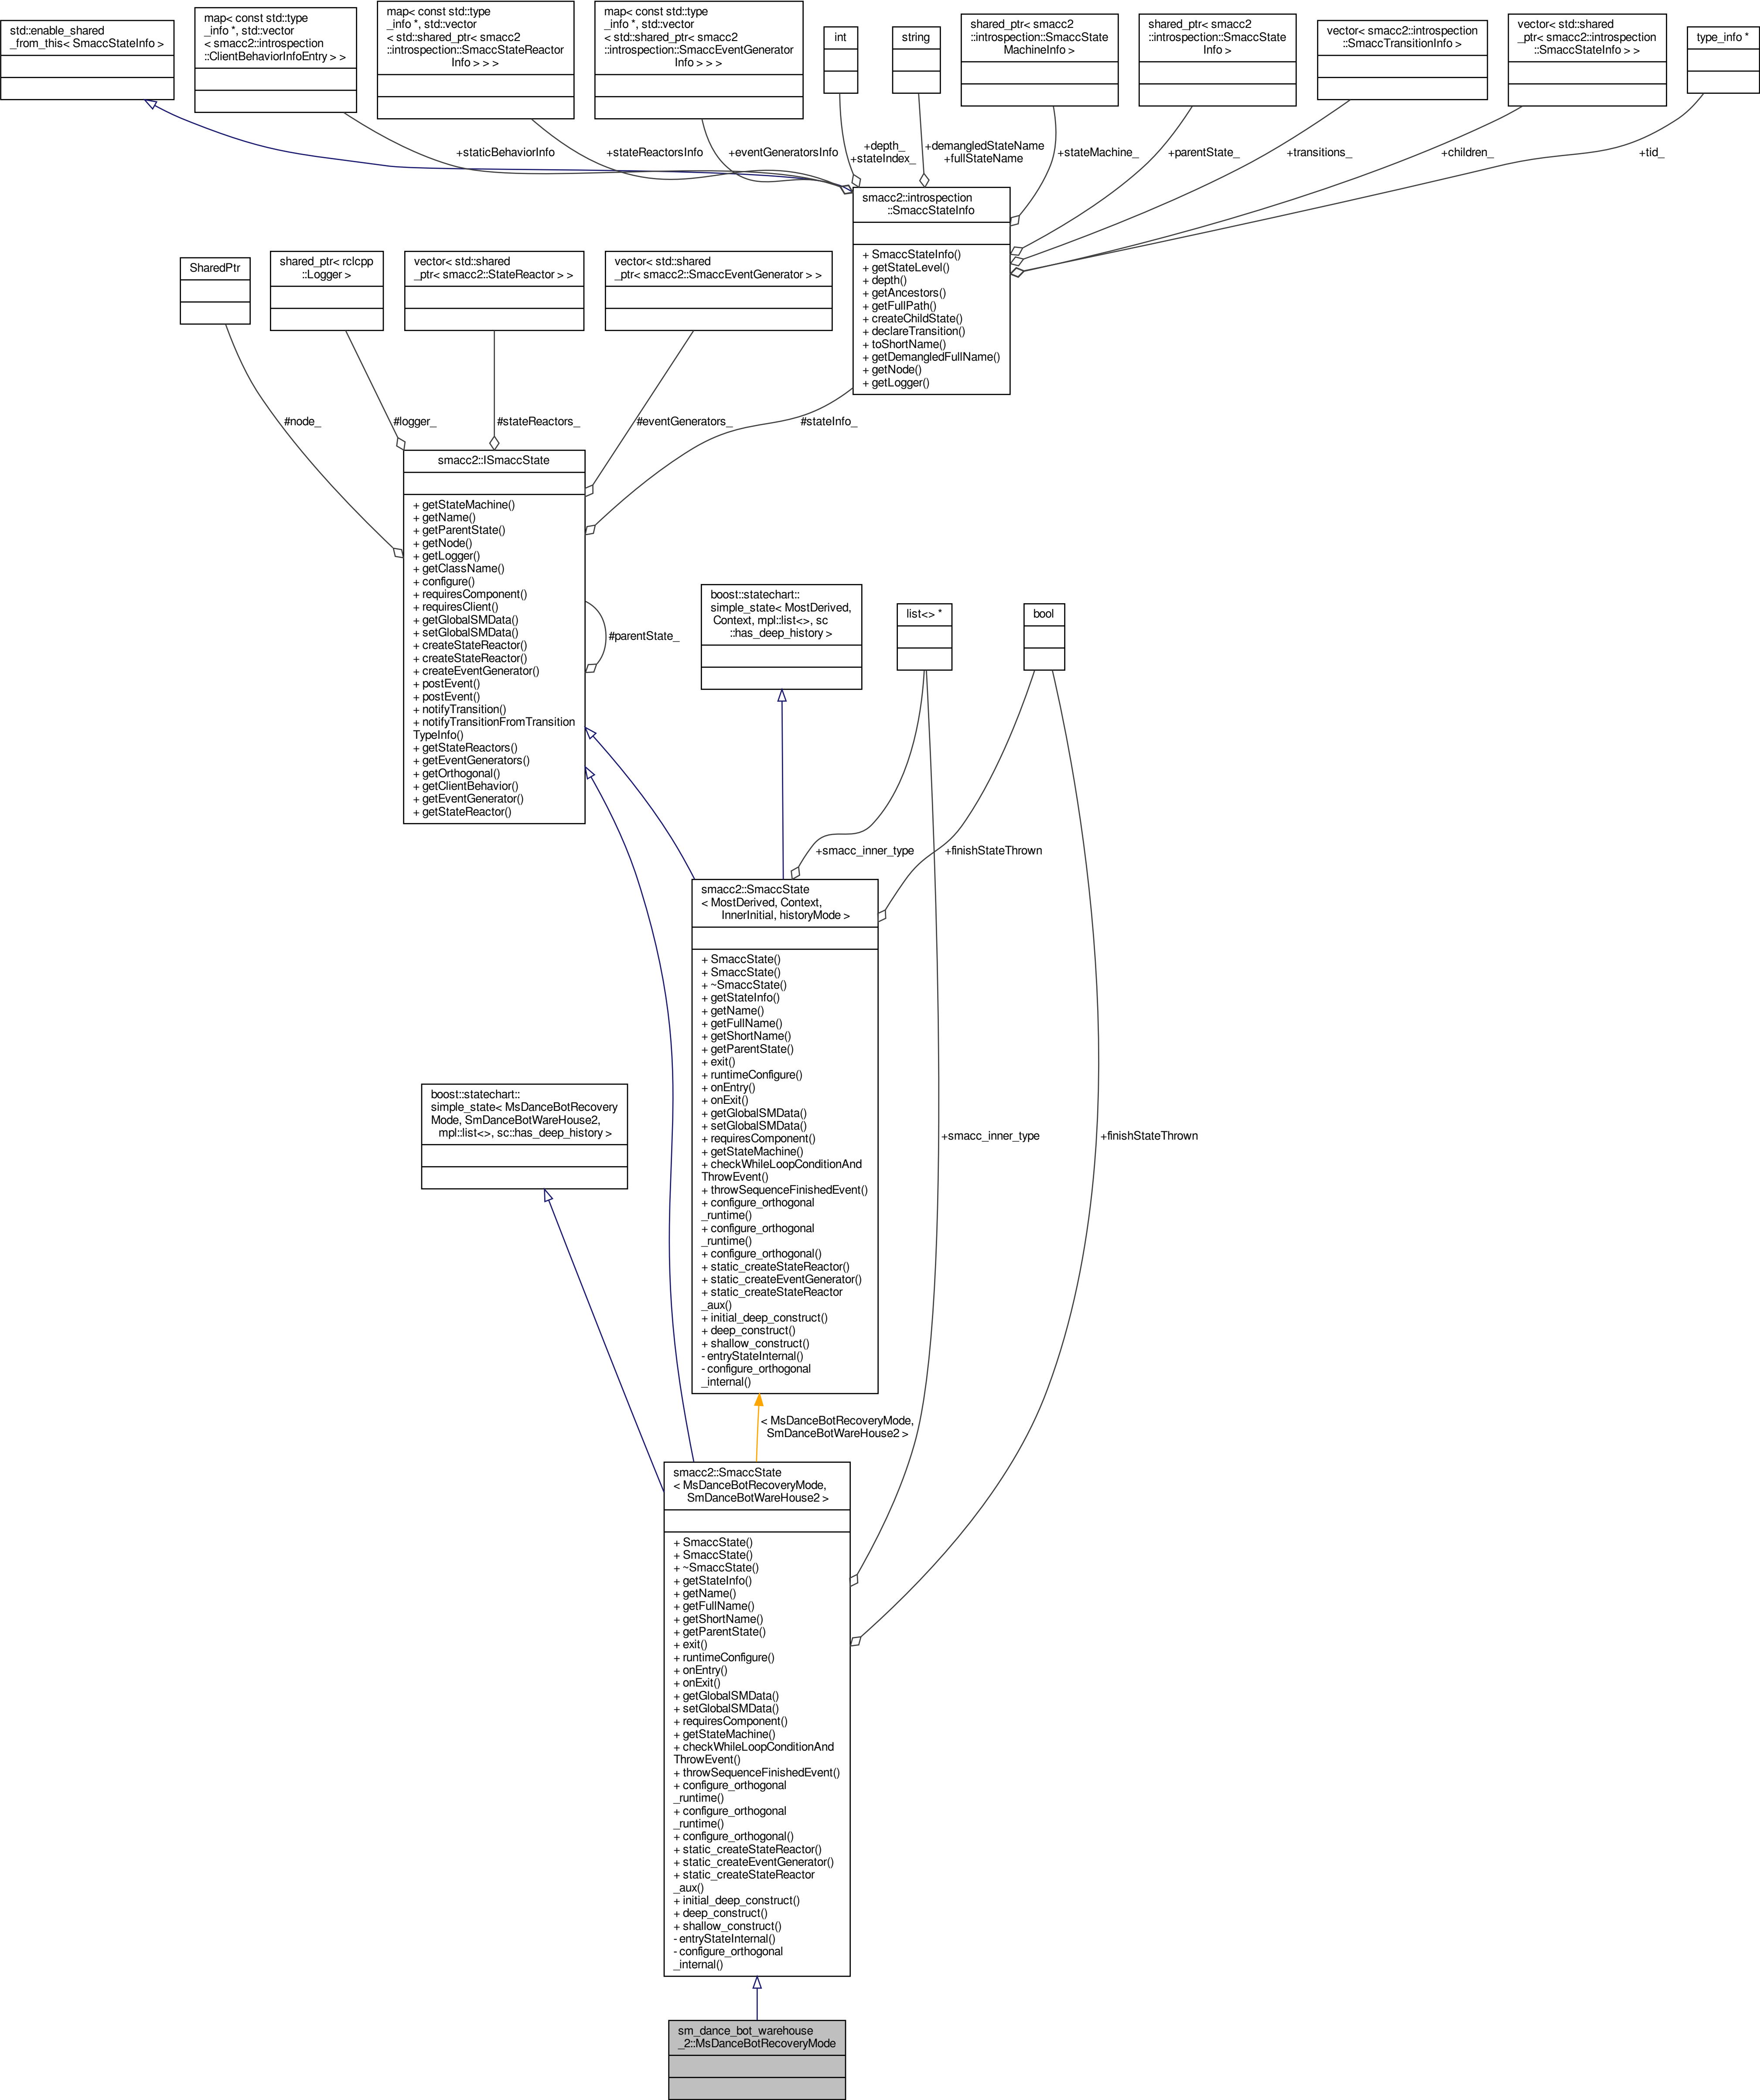 std::enable_shared
_from_this< SmaccStateInfo >
map< const std::type
_info *, std::vector
< smacc2::introspection
::ClientBehaviorInfoEntry > >
map< const std::type
_info *, std::vector
< std::shared_ptr< smacc2
::introspection::SmaccStateReactor
Info > > >
map< const std::type
_info *, std::vector
< std::shared_ptr< smacc2
::introspection::SmaccEventGenerator
Info > > >
int
string
shared_ptr< smacc2
::introspection::SmaccState
MachineInfo >
shared_ptr< smacc2
::introspection::SmaccState
Info >
vector< smacc2::introspection
::SmaccTransitionInfo >
vector< std::shared
_ptr< smacc2::introspection
::SmaccStateInfo > >
type_info *
+staticBehaviorInfo
+stateReactorsInfo
+eventGeneratorsInfo
+depth_
+stateIndex_
+demangledStateName
+fullStateName
+stateMachine_
+parentState_
+transitions_
+children_
+tid_
smacc2::introspection
::SmaccStateInfo
+ SmaccStateInfo()
+ getStateLevel()
+ depth()
+ getAncestors()
+ getFullPath()
+ createChildState()
+ declareTransition()
+ toShortName()
+ getDemangledFullName()
+ getNode()
+ getLogger()
SharedPtr
shared_ptr< rclcpp
::Logger >
vector< std::shared
_ptr< smacc2::StateReactor > >
vector< std::shared
_ptr< smacc2::SmaccEventGenerator > >
#node_
#logger_
#stateReactors_
#eventGenerators_
#stateInfo_
smacc2::ISmaccState
+ getStateMachine()
+ getName()
+ getParentState()
+ getNode()
+ getLogger()
+ getClassName()
+ configure()
+ requiresComponent()
+ requiresClient()
+ getGlobalSMData()
+ setGlobalSMData()
+ createStateReactor()
+ createStateReactor()
+ createEventGenerator()
+ postEvent()
+ postEvent()
+ notifyTransition()
+ notifyTransitionFromTransition
TypeInfo()
+ getStateReactors()
+ getEventGenerators()
+ getOrthogonal()
+ getClientBehavior()
+ getEventGenerator()
+ getStateReactor()
#parentState_
boost::statechart::
simple_state< MostDerived,
Context, mpl::list<>, sc
::has_deep_history >
list<> *
bool
+smacc_inner_type
+finishStateThrown
smacc2::SmaccState
< MostDerived, Context,
InnerInitial, historyMode >
+ SmaccState()
+ SmaccState()
+ ~SmaccState()
+ getStateInfo()
+ getName()
+ getFullName()
+ getShortName()
+ getParentState()
+ exit()
+ runtimeConfigure()
+ onEntry()
+ onExit()
+ getGlobalSMData()
+ setGlobalSMData()
+ requiresComponent()
+ getStateMachine()
+ checkWhileLoopConditionAnd
ThrowEvent()
+ throwSequenceFinishedEvent()
+ configure_orthogonal
_runtime()
+ configure_orthogonal
_runtime()
+ configure_orthogonal()
+ static_createStateReactor()
+ static_createEventGenerator()
+ static_createStateReactor
_aux()
+ initial_deep_construct()
+ deep_construct()
+ shallow_construct()
- entryStateInternal()
- configure_orthogonal
_internal()
boost::statechart::
simple_state< MsDanceBotRecovery
Mode, SmDanceBotWareHouse2,
mpl::list<>, sc::has_deep_history >
+smacc_inner_type
+finishStateThrown
< MsDanceBotRecoveryMode,
SmDanceBotWareHouse2 >
smacc2::SmaccState
< MsDanceBotRecoveryMode,
SmDanceBotWareHouse2 >
+ SmaccState()
+ SmaccState()
+ ~SmaccState()
+ getStateInfo()
+ getName()
+ getFullName()
+ getShortName()
+ getParentState()
+ exit()
+ runtimeConfigure()
+ onEntry()
+ onExit()
+ getGlobalSMData()
+ setGlobalSMData()
+ requiresComponent()
+ getStateMachine()
+ checkWhileLoopConditionAnd
ThrowEvent()
+ throwSequenceFinishedEvent()
+ configure_orthogonal
_runtime()
+ configure_orthogonal
_runtime()
+ configure_orthogonal()
+ static_createStateReactor()
+ static_createEventGenerator()
+ static_createStateReactor
_aux()
+ initial_deep_construct()
+ deep_construct()
+ shallow_construct()
- entryStateInternal()
- configure_orthogonal
_internal()
sm_dance_bot_warehouse
_2::MsDanceBotRecoveryMode